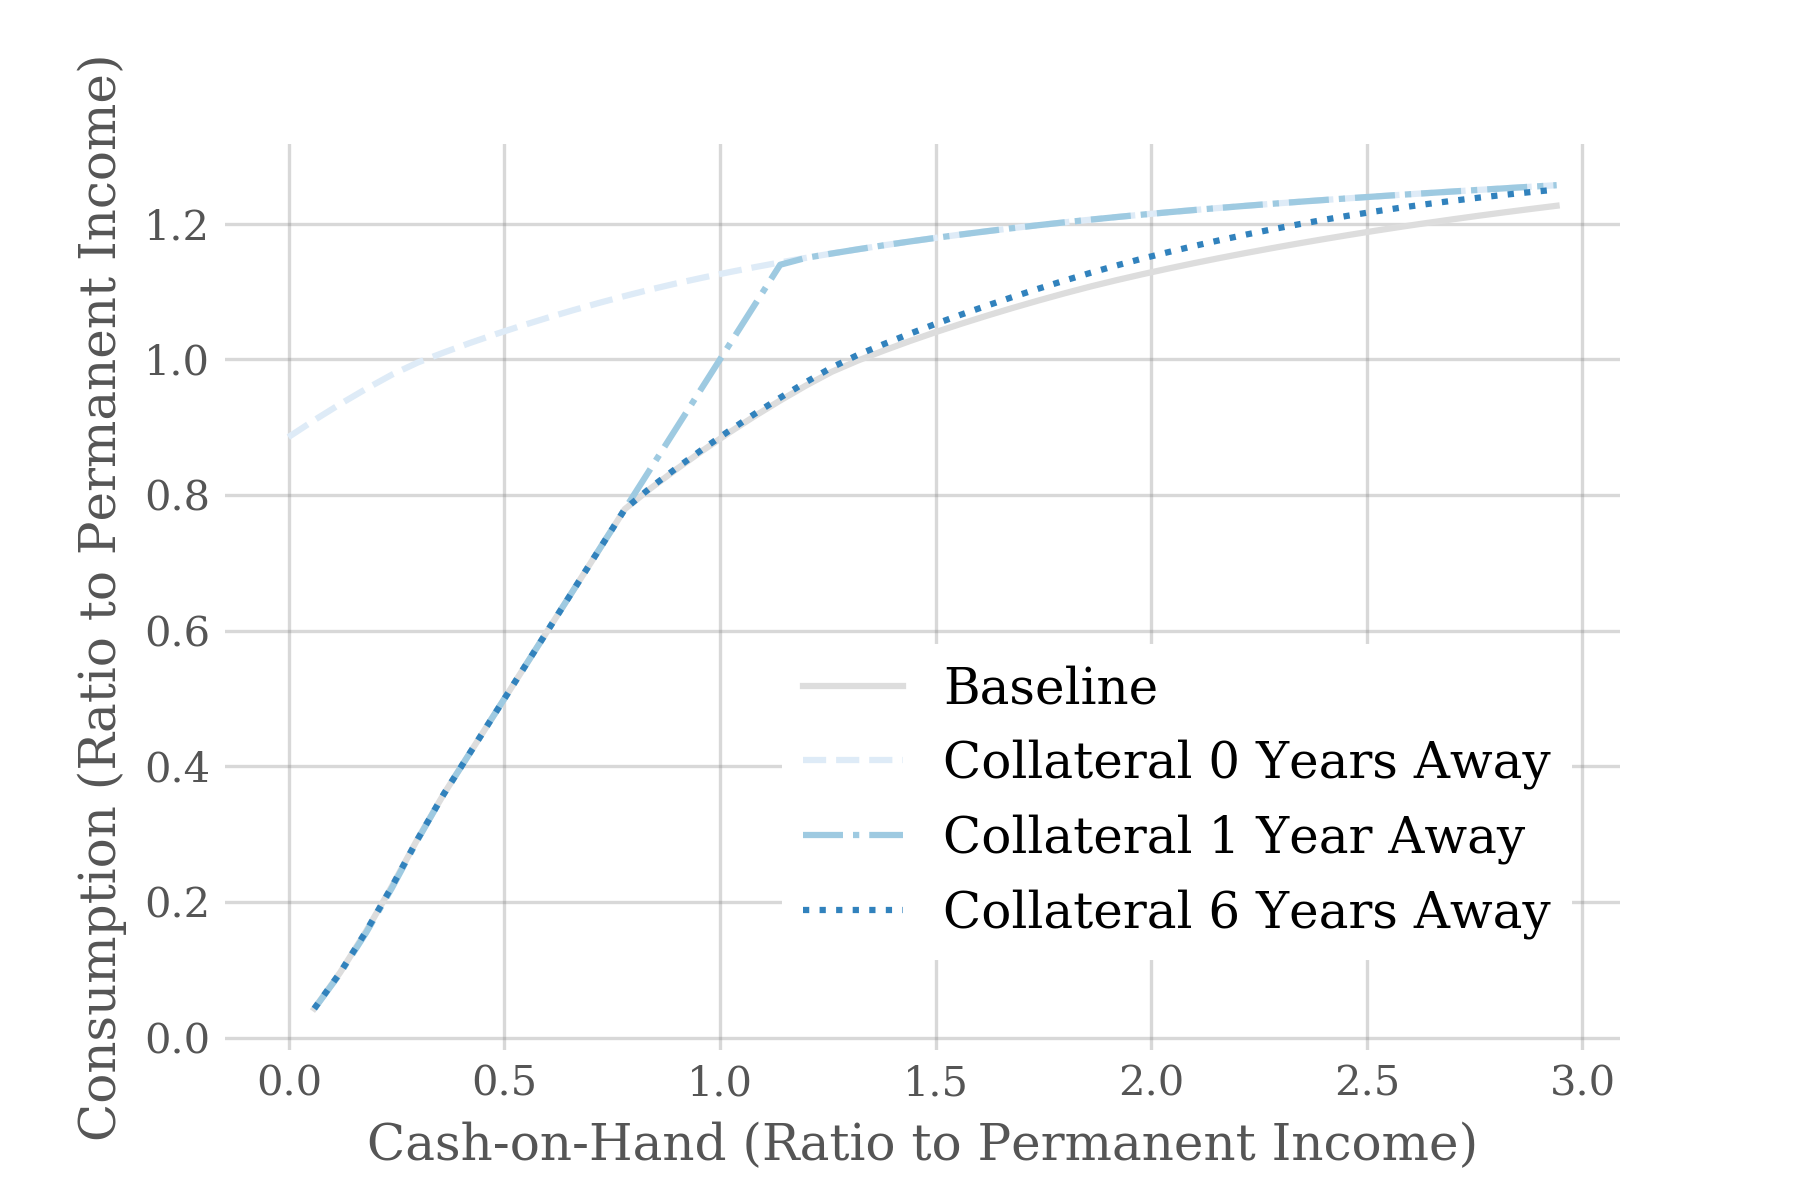 Consumption (Ratio to Permanent Income)
1.2
1.0
0.8
0.6
0.4
0.2
0.0
Baseline
Collateral 0 Years Away
Collateral 1 Year Away
Collateral 6 Years Away
0.0 0.5 1.0 1.5 2.0 2.5 3.0
Cash-on-Hand (Ratio to Permanent Income)